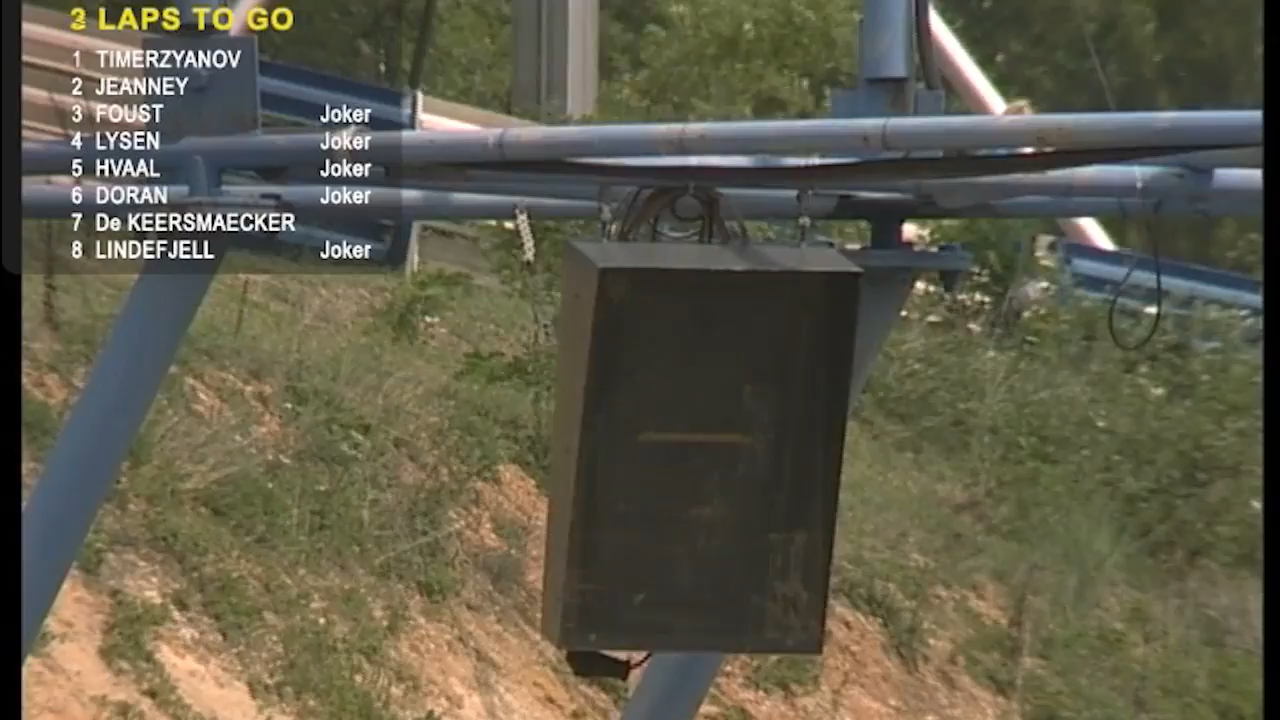 3 LAPS TO GO
1 TIMERZYANOV
2 JEANNEY
3 FOUST Joker
4 LYSEN Joker
5 HVAAL Joker
6 DORAN Joker
7 De KEERSMAECKER
8 LINDEFJELL Joker